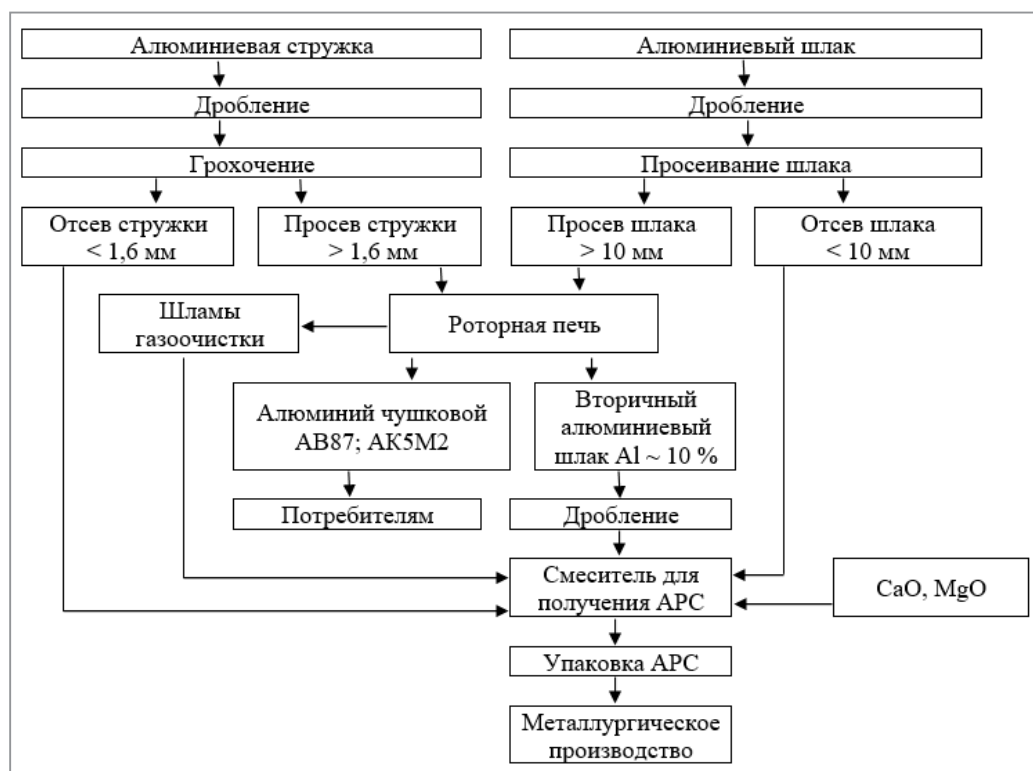 Алюминиевая стружка
Алюминиевый шлак
Дробление
Дробление
Грохочение
Просеивание шлака
Отсев стружки
< 1,6 мм
Просев стружки
> 1,6 мм
Просев шлака
> 10 мм
Отсев шлака
< 10 мм
Шламы
газоочистки
Роторная печь
Алюминий чушковой
АВ87; АК5М2
Вторичный
алюминиевый
шлак Al ~ 10 %
Потребителям
Дробление
Смеситель для
получения АРС
CaO, MgO
Упаковка АРС
Металлургическое
производство